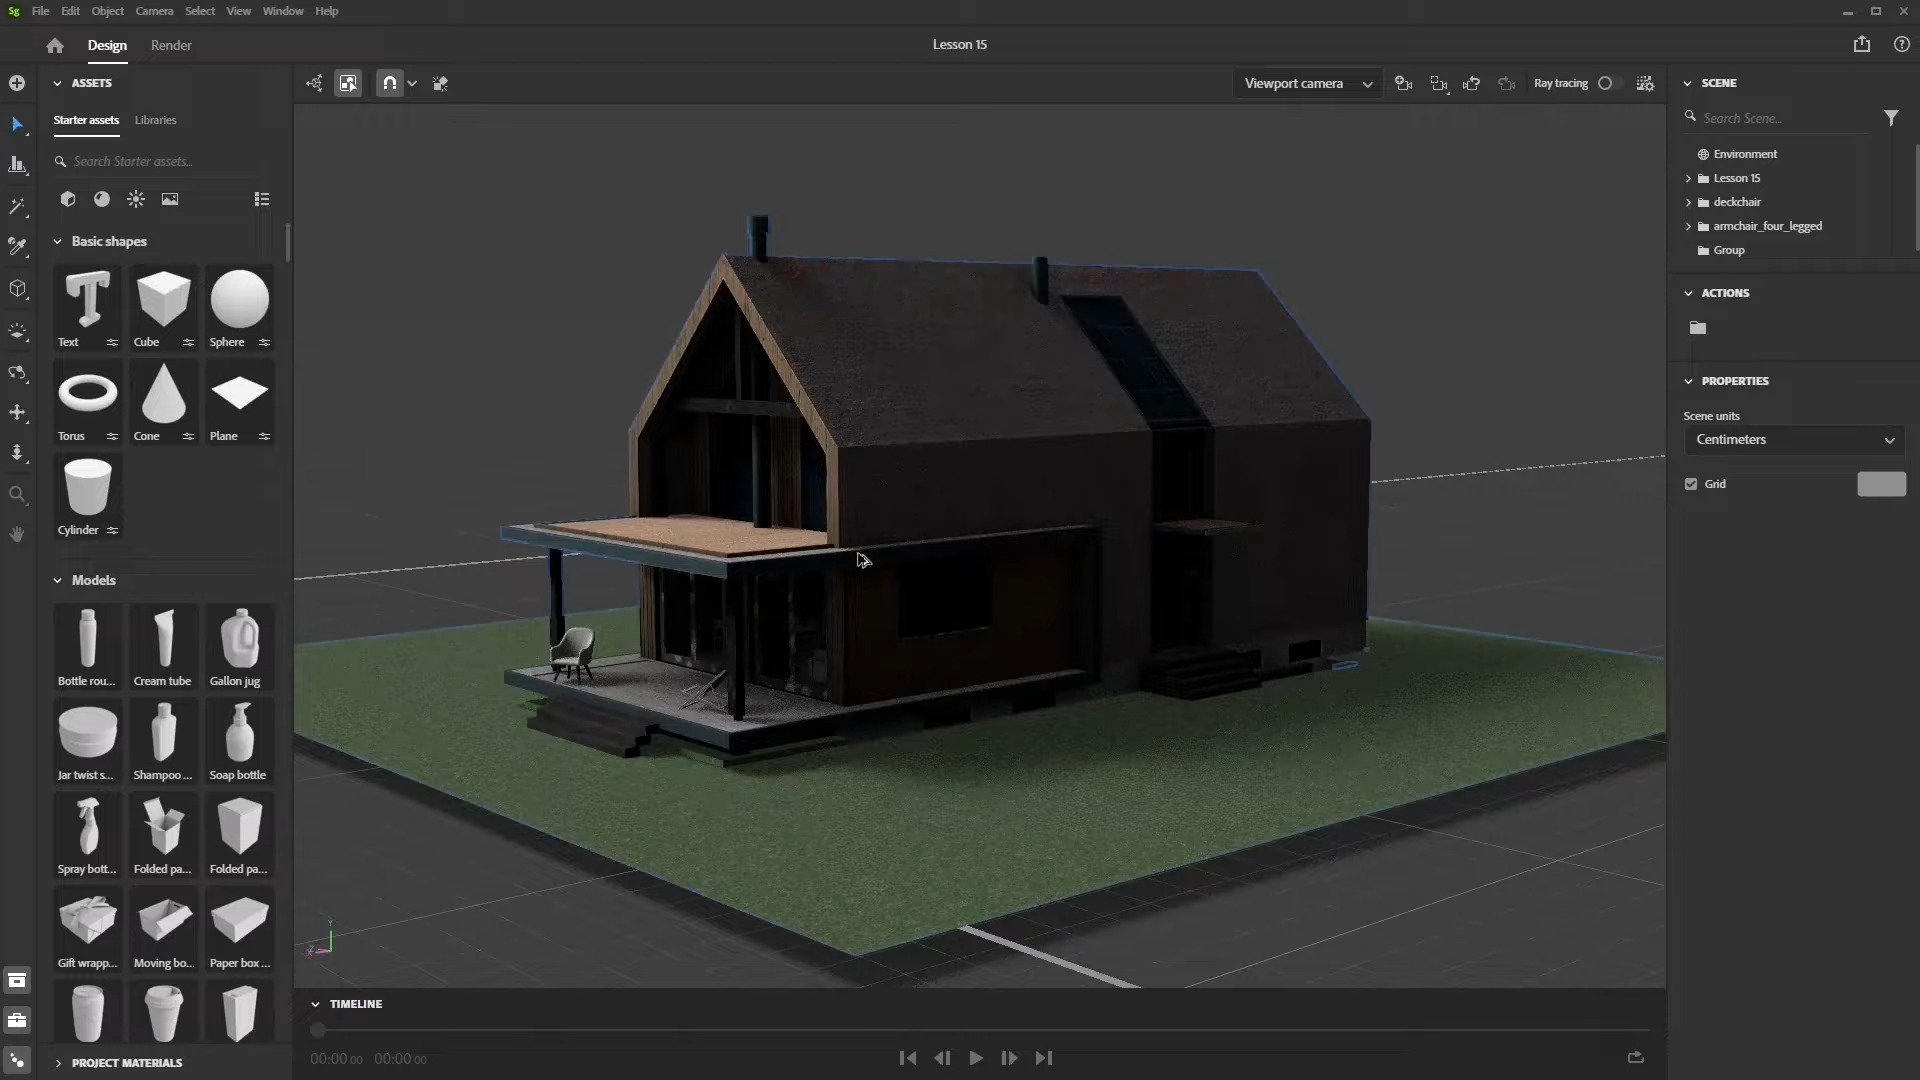 Sg File Edit Object Camera Select View Window Help
Design Render
Lesson 15
ASSETS
Starter assets Libraries
Search Starter assets...
Basic shapes
Text Cube Sphere
Torus Cone Plane
Cylinder
Models
Bottle rou... Cream tube Gallon jug
Jar twist s... Shampoo ... Soap bottle
Spray bott... Folded pa... Folded pa...
Gift wrapp... Moving bo... Paper box ...
PROJECT MATERIALS
Viewport camera
Ray tracing
Y
Z
TIMELINE
00:00 00 00:00 00
SCENE
Search Scene...
Environment
Lesson 15
deckchair
armchair_four_legged
Group
ACTIONS
PROPERTIES
Scene units
Centimeters
Grid